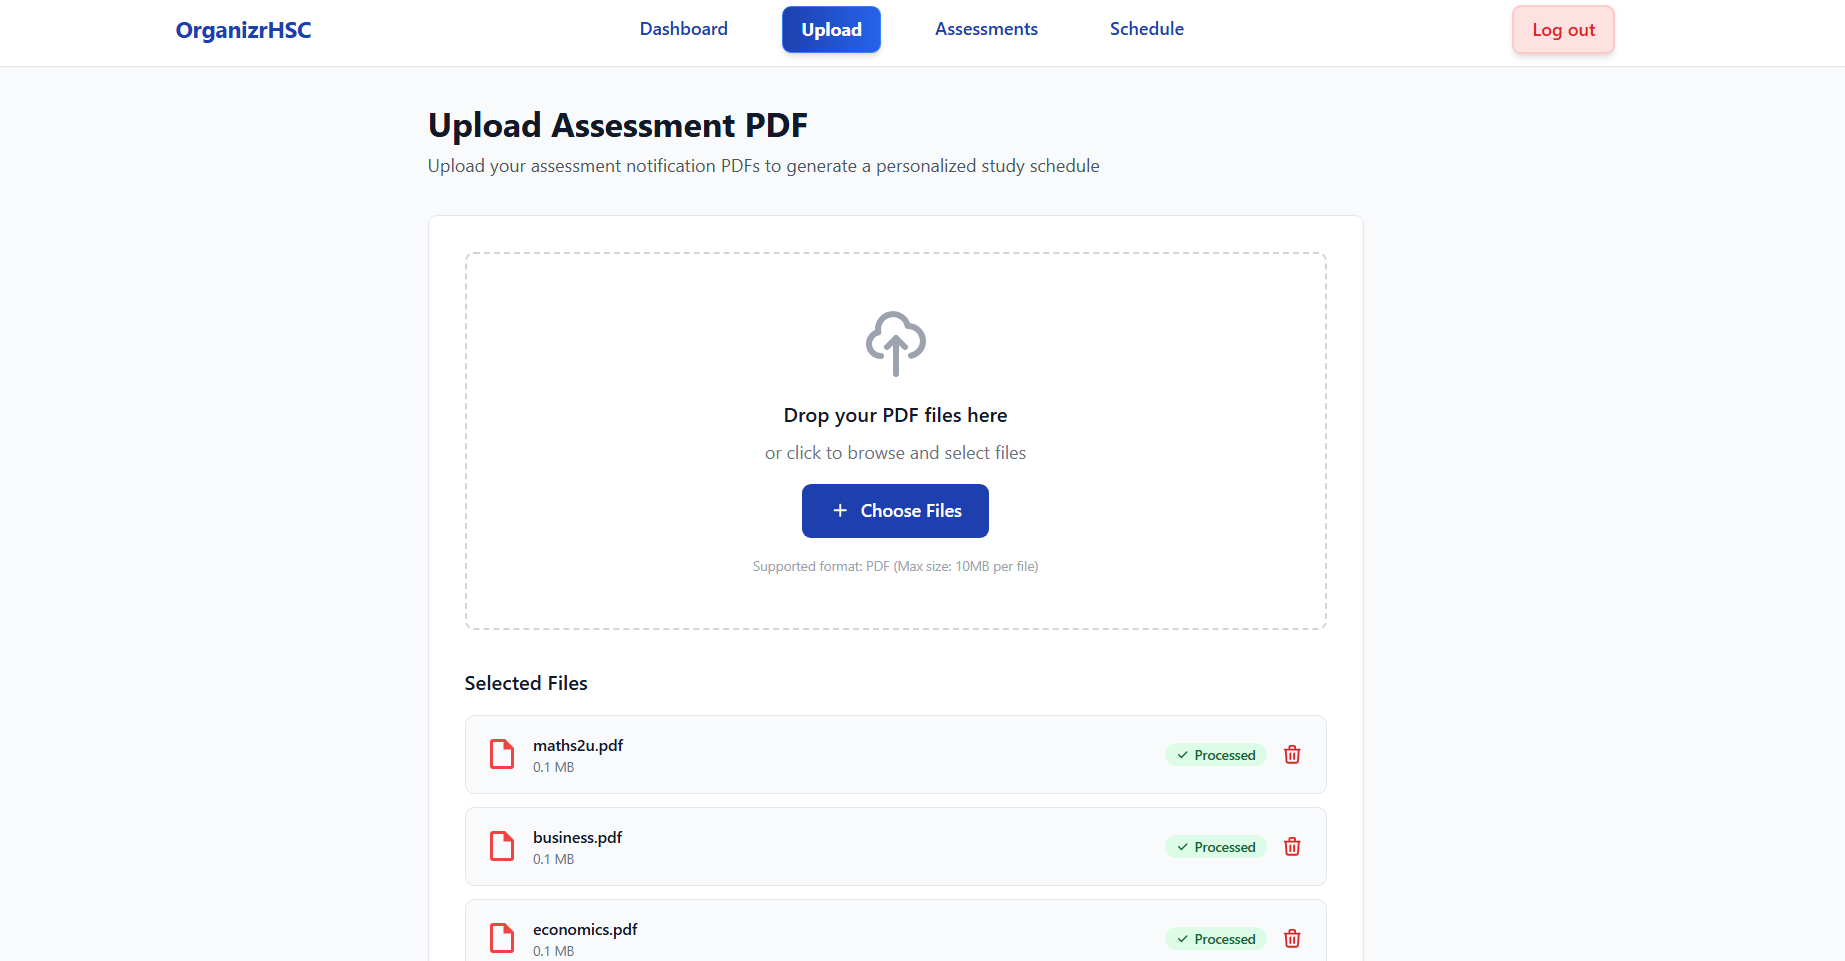 OrganizrHSC
Dashboard
Upload
Assessments
Schedule
Log out
Upload Assessment PDF
Upload your assessment notification PDFs to generate a personalized study schedule
Drop your PDF files here
or click to browse and select files
+ Choose Files
Supported format: PDF (Max size: 10MB per file)
Selected Files
maths2u.pdf
0.1 MB
✓ Processed
business.pdf
0.1 MB
✓ Processed
economics.pdf
0.1 MB
✓ Processed